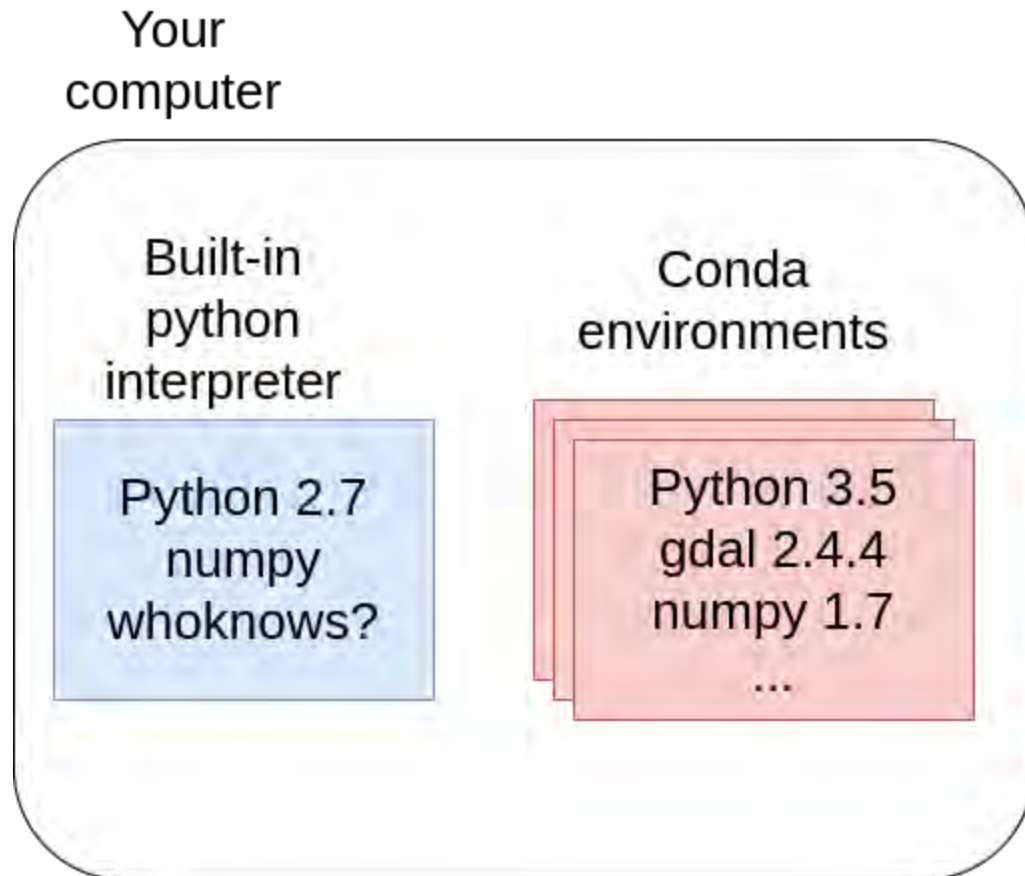 Your
computer
Built-in
python
interpreter
Python 2.7
numpy
whoknows?
Conda
environments
Python 3.5
gdal 2.4.4
numpy 1.7
...